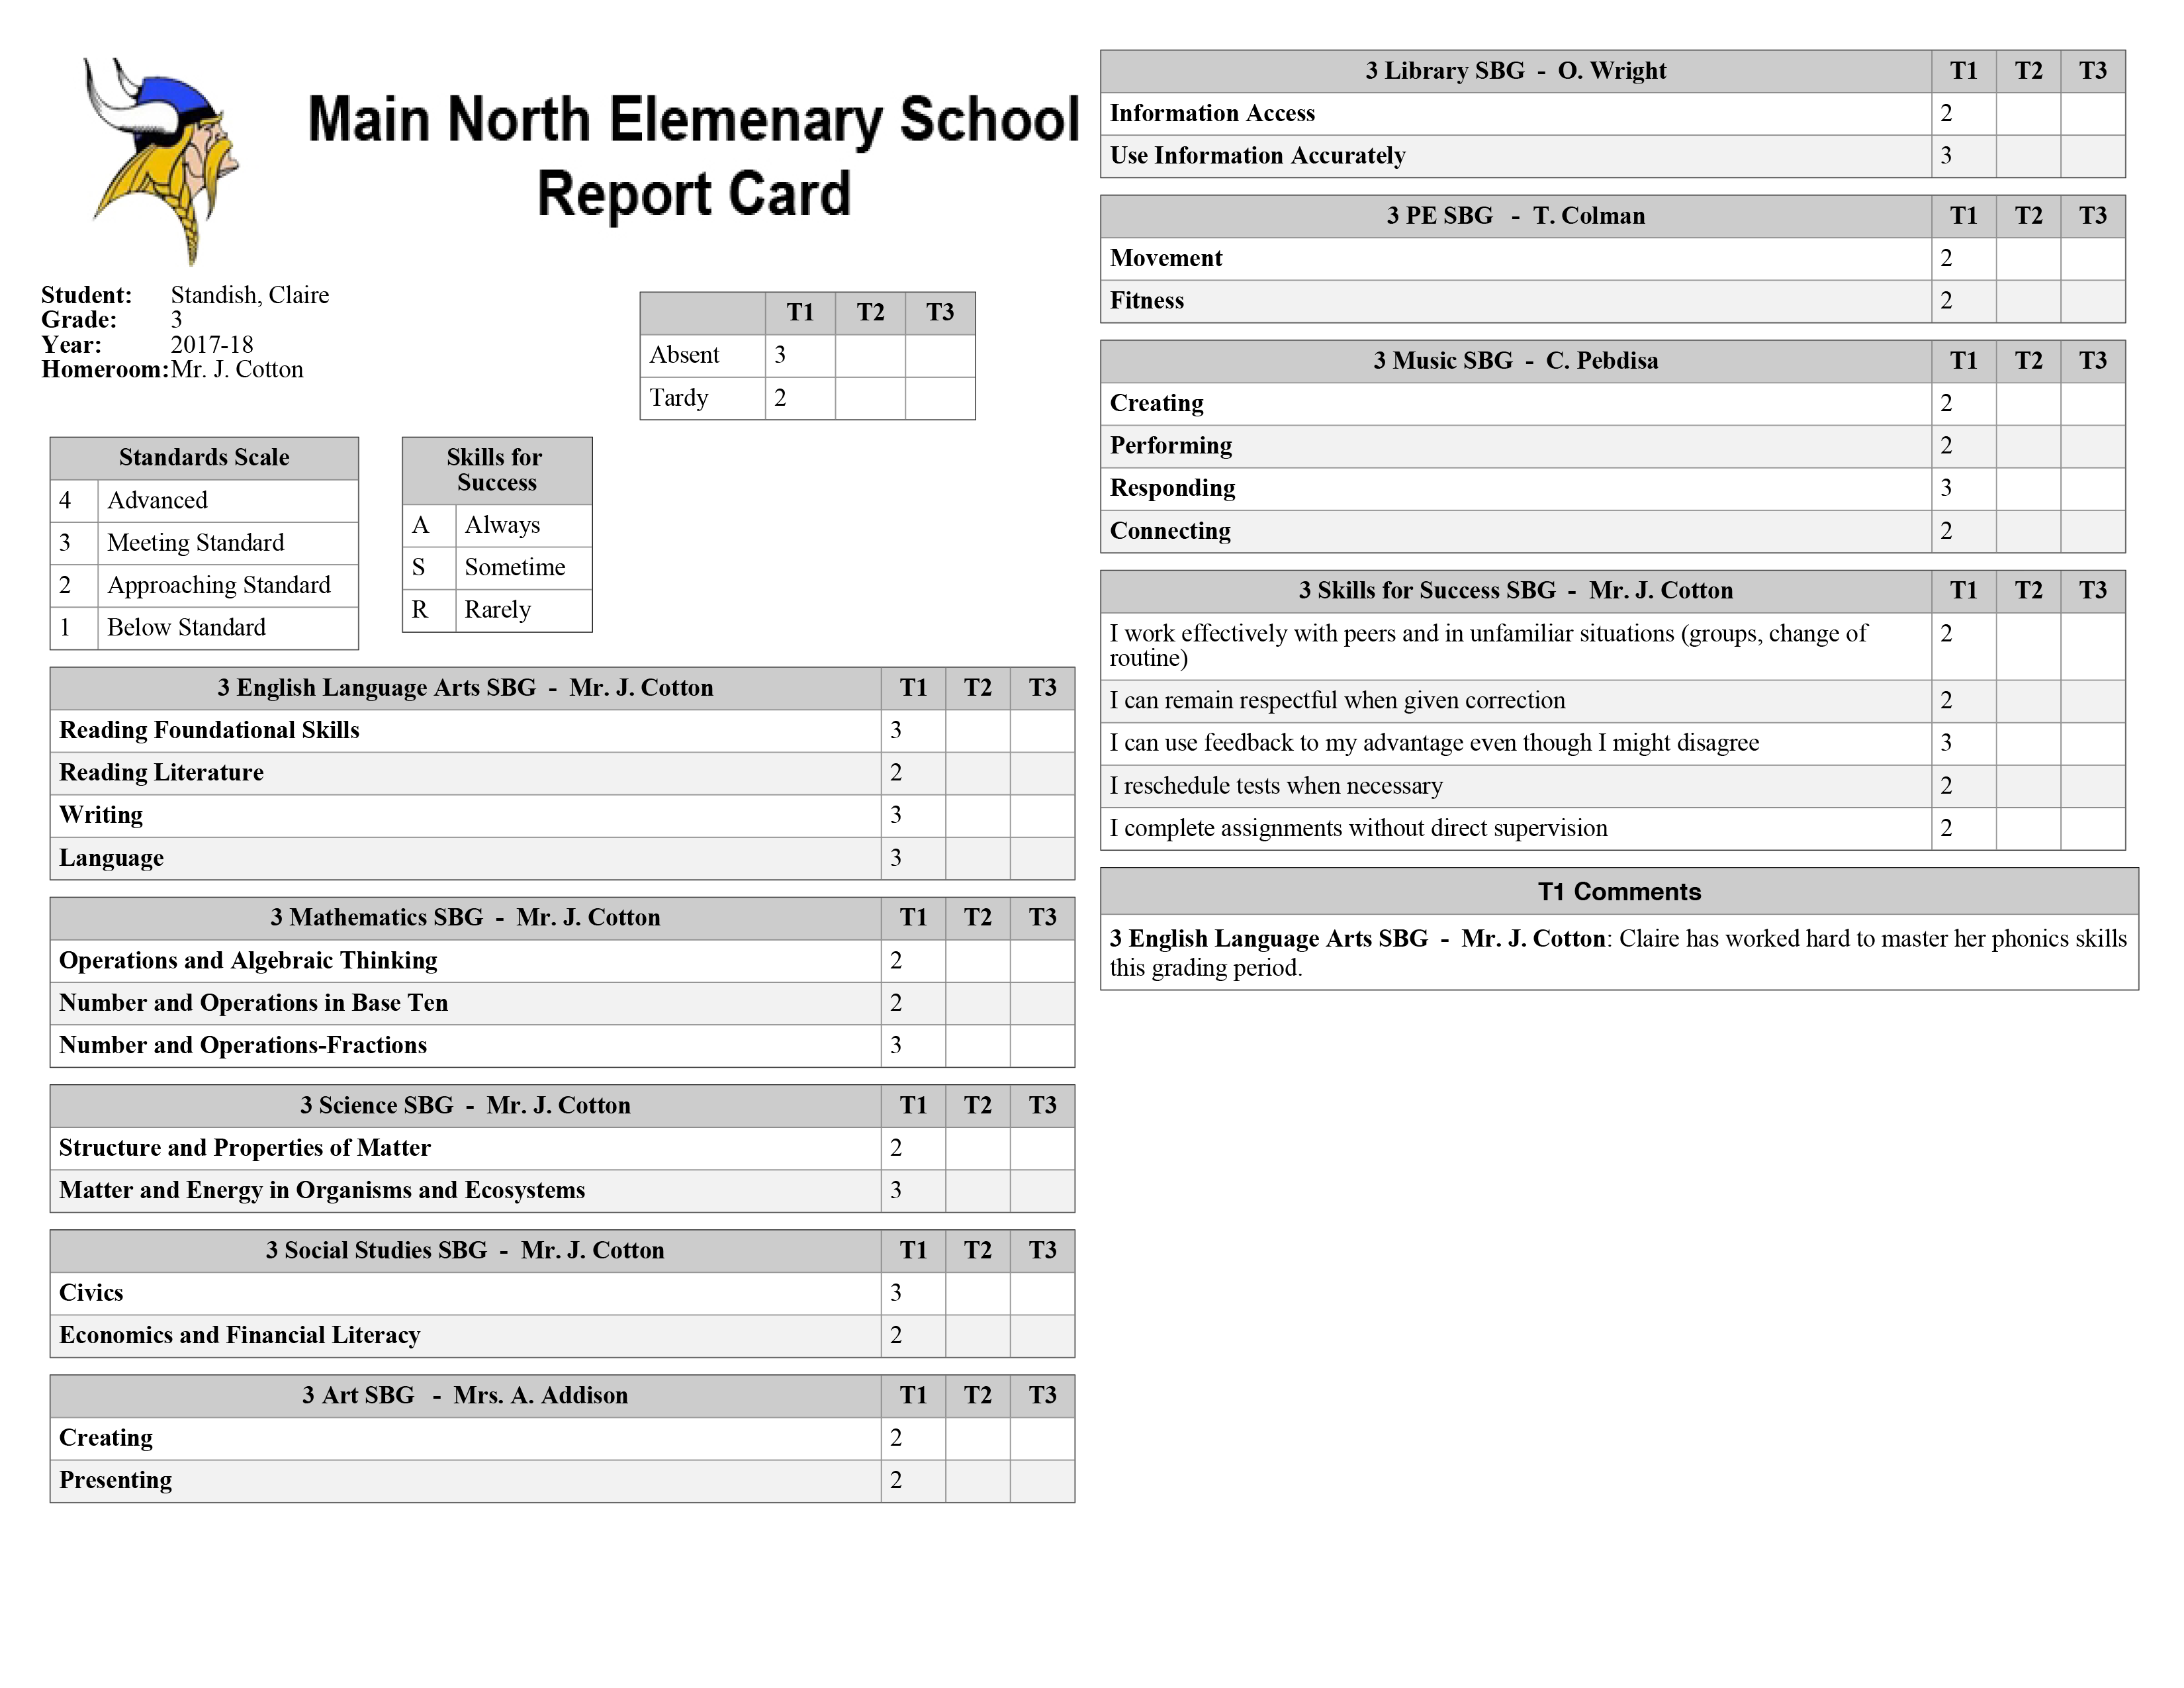 Main North Elemenary School
Report Card
Student: Standish, Claire
Grade: 3
Year: 2017-18
Homeroom: Mr. J. Cotton
T1 T2 T3
Absent 3
Tardy 2
Standards Scale
4 Advanced
3 Meeting Standard
2 Approaching Standard
1 Below Standard
Skills for
Success
A Always
S Sometime
R Rarely
3 English Language Arts SBG - Mr. J. Cotton T1 T2 T3
Reading Foundational Skills 3
Reading Literature 2
Writing 3
Language 3
3 Mathematics SBG - Mr. J. Cotton T1 T2 T3
Operations and Algebraic Thinking 2
Number and Operations in Base Ten 2
Number and Operations-Fractions 3
3 Science SBG - Mr. J. Cotton T1 T2 T3
Structure and Properties of Matter 2
Matter and Energy in Organisms and Ecosystems 3
3 Social Studies SBG - Mr. J. Cotton T1 T2 T3
Civics 3
Economics and Financial Literacy 2
3 Art SBG - Mrs. A. Addison T1 T2 T3
Creating 2
Presenting 2
3 Library SBG - O. Wright T1 T2 T3
Information Access 2
Use Information Accurately 3
3 PE SBG - T. Colman T1 T2 T3
Movement 2
Fitness 2
3 Music SBG - C. Pebdisa T1 T2 T3
Creating 2
Performing 2
Responding 3
Connecting 2
3 Skills for Success SBG - Mr. J. Cotton T1 T2 T3
I work effectively with peers and in unfamiliar situations (groups, change of 2
routine)
I can remain respectful when given correction 2
I can use feedback to my advantage even though I might disagree 3
I reschedule tests when necessary 2
I complete assignments without direct supervision 2
T1 Comments
3 English Language Arts SBG - Mr. J. Cotton: Claire has worked hard to master her phonics skills
this grading period.